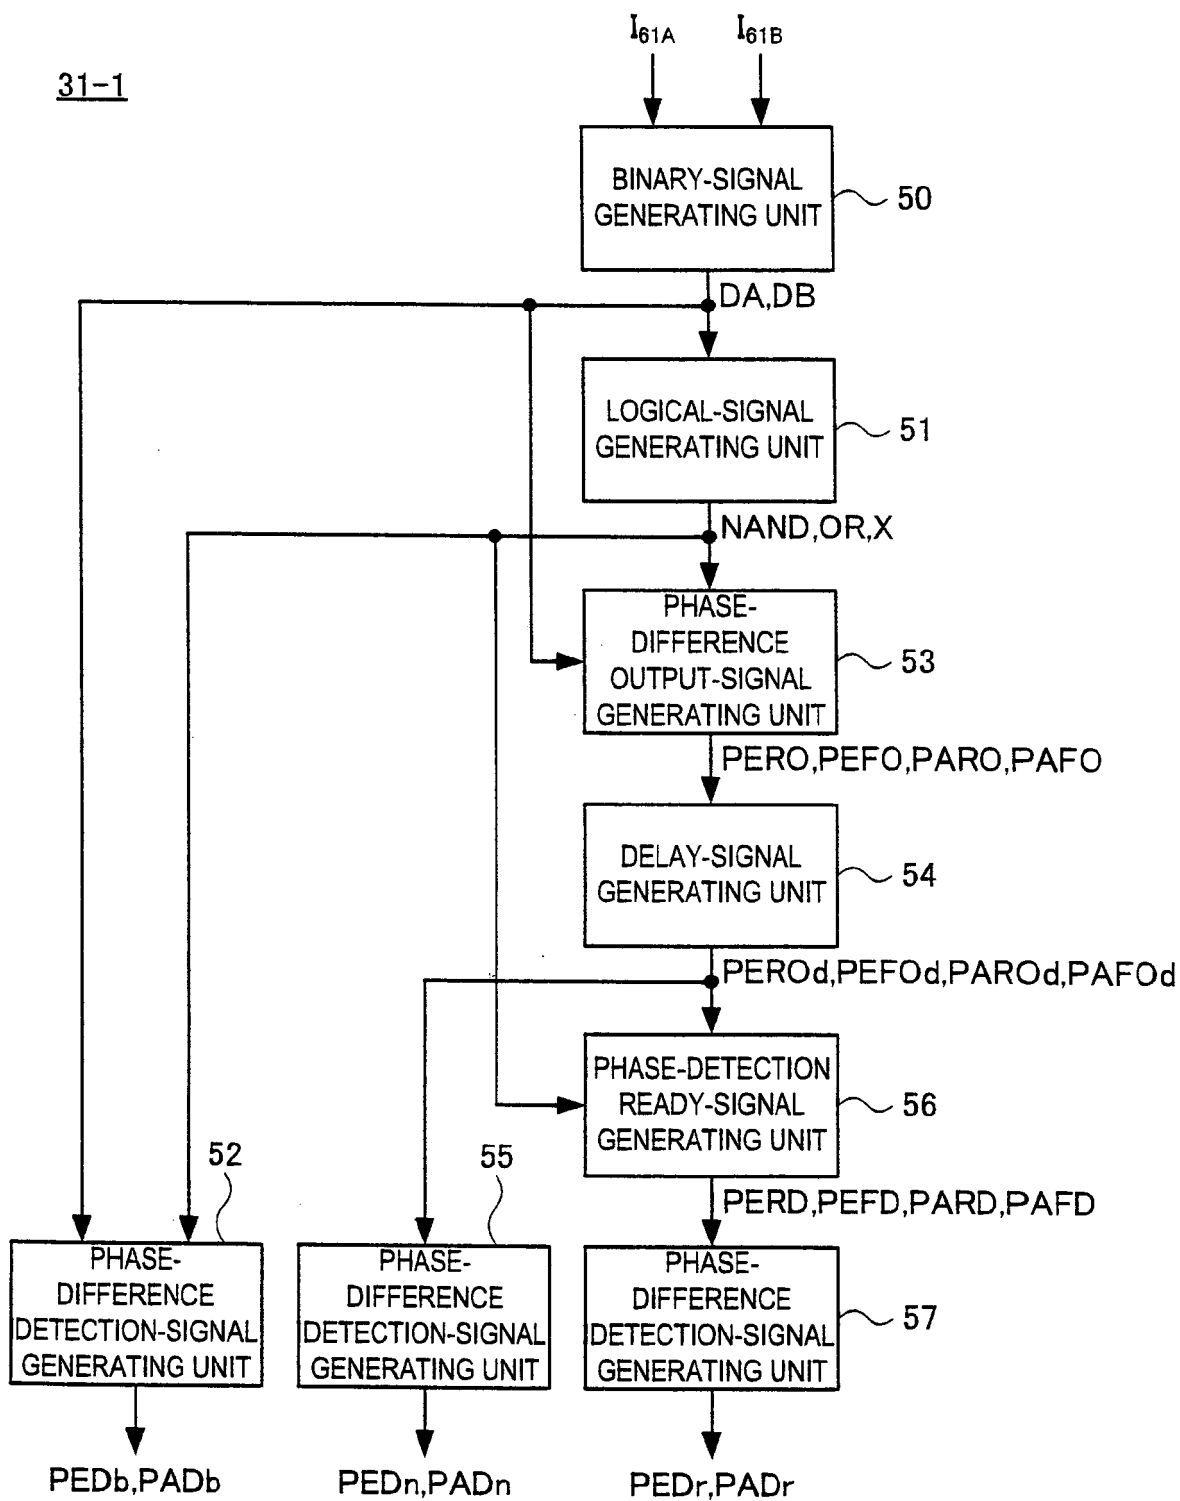 I61A
I61B
31-1
BINARY-SIGNAL
GENERATING UNIT
50
DA,DB
LOGICAL-SIGNAL
GENERATING UNIT
51
NAND,OR,X
PHASE-
DIFFERENCE
OUTPUT-SIGNAL
GENERATING UNIT
53
PERO,PEFO,PARO,PAFO
DELAY-SIGNAL
GENERATING UNIT
54
PEROd,PEFOd,PAROd,PAFOd
PHASE-DETECTION
READY-SIGNAL
GENERATING UNIT
56
PERD,PEFD,PARD,PAFD
52
PHASE-
DIFFERENCE
DETECTION-SIGNAL
GENERATING UNIT
55
PHASE-
DIFFERENCE
DETECTION-SIGNAL
GENERATING UNIT
PHASE-
DIFFERENCE
DETECTION-SIGNAL
GENERATING UNIT
57
PEDb,PADb
PEDn,PADn
PEDr,PADr